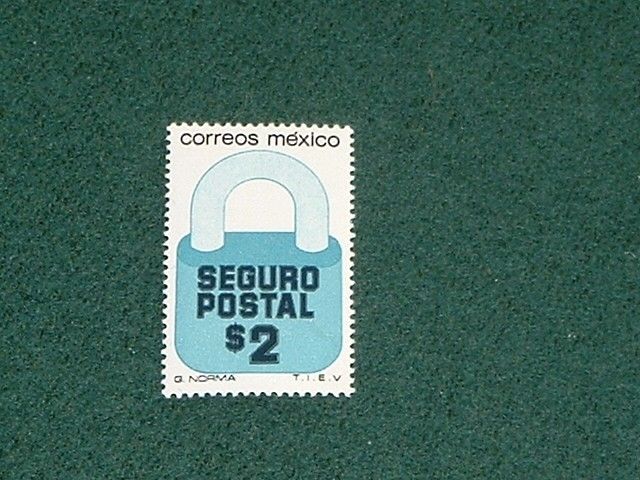 correos méxico
SEGURO
POSTAL
$2
G. NORMA T.I.E.V